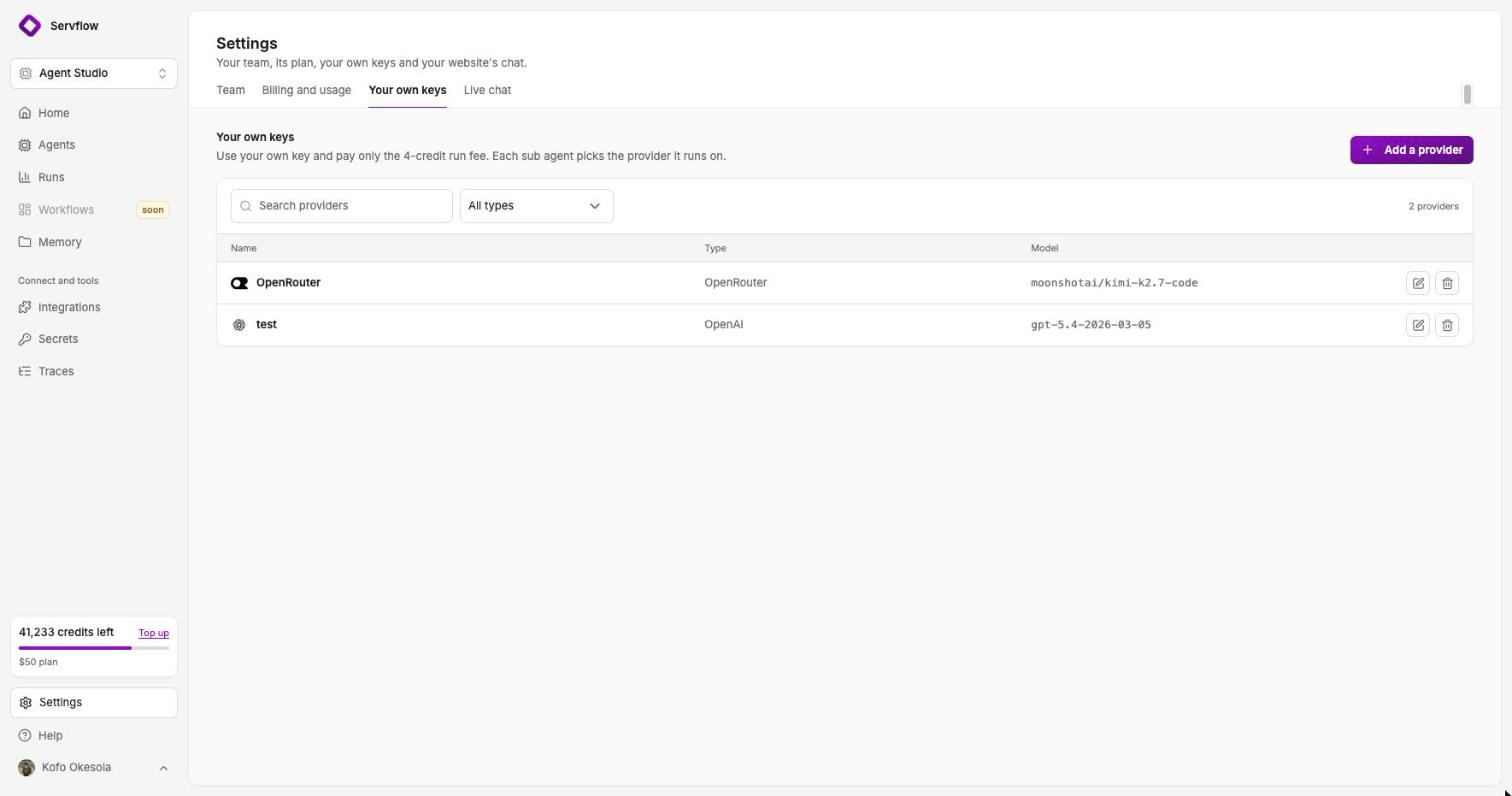 Servflow
Agent Studio
Home
Agents
Runs
Workflows soon
Memory
Connect and tools
Integrations
Secrets
Traces
41,233 credits left Top up
$50 plan
Settings
Help
Kofo Okesola
Settings
Your team, its plan, your own keys and your website's chat.
Team Billing and usage Your own keys Live chat
Your own keys
Use your own key and pay only the 4-credit run fee. Each sub agent picks the provider it runs on.
Add a provider
Search providers All types 2 providers
Name Type Model
OpenRouter OpenRouter moonshotai/kimi-k2.7-code
test OpenAI gpt-5.4-2026-03-05